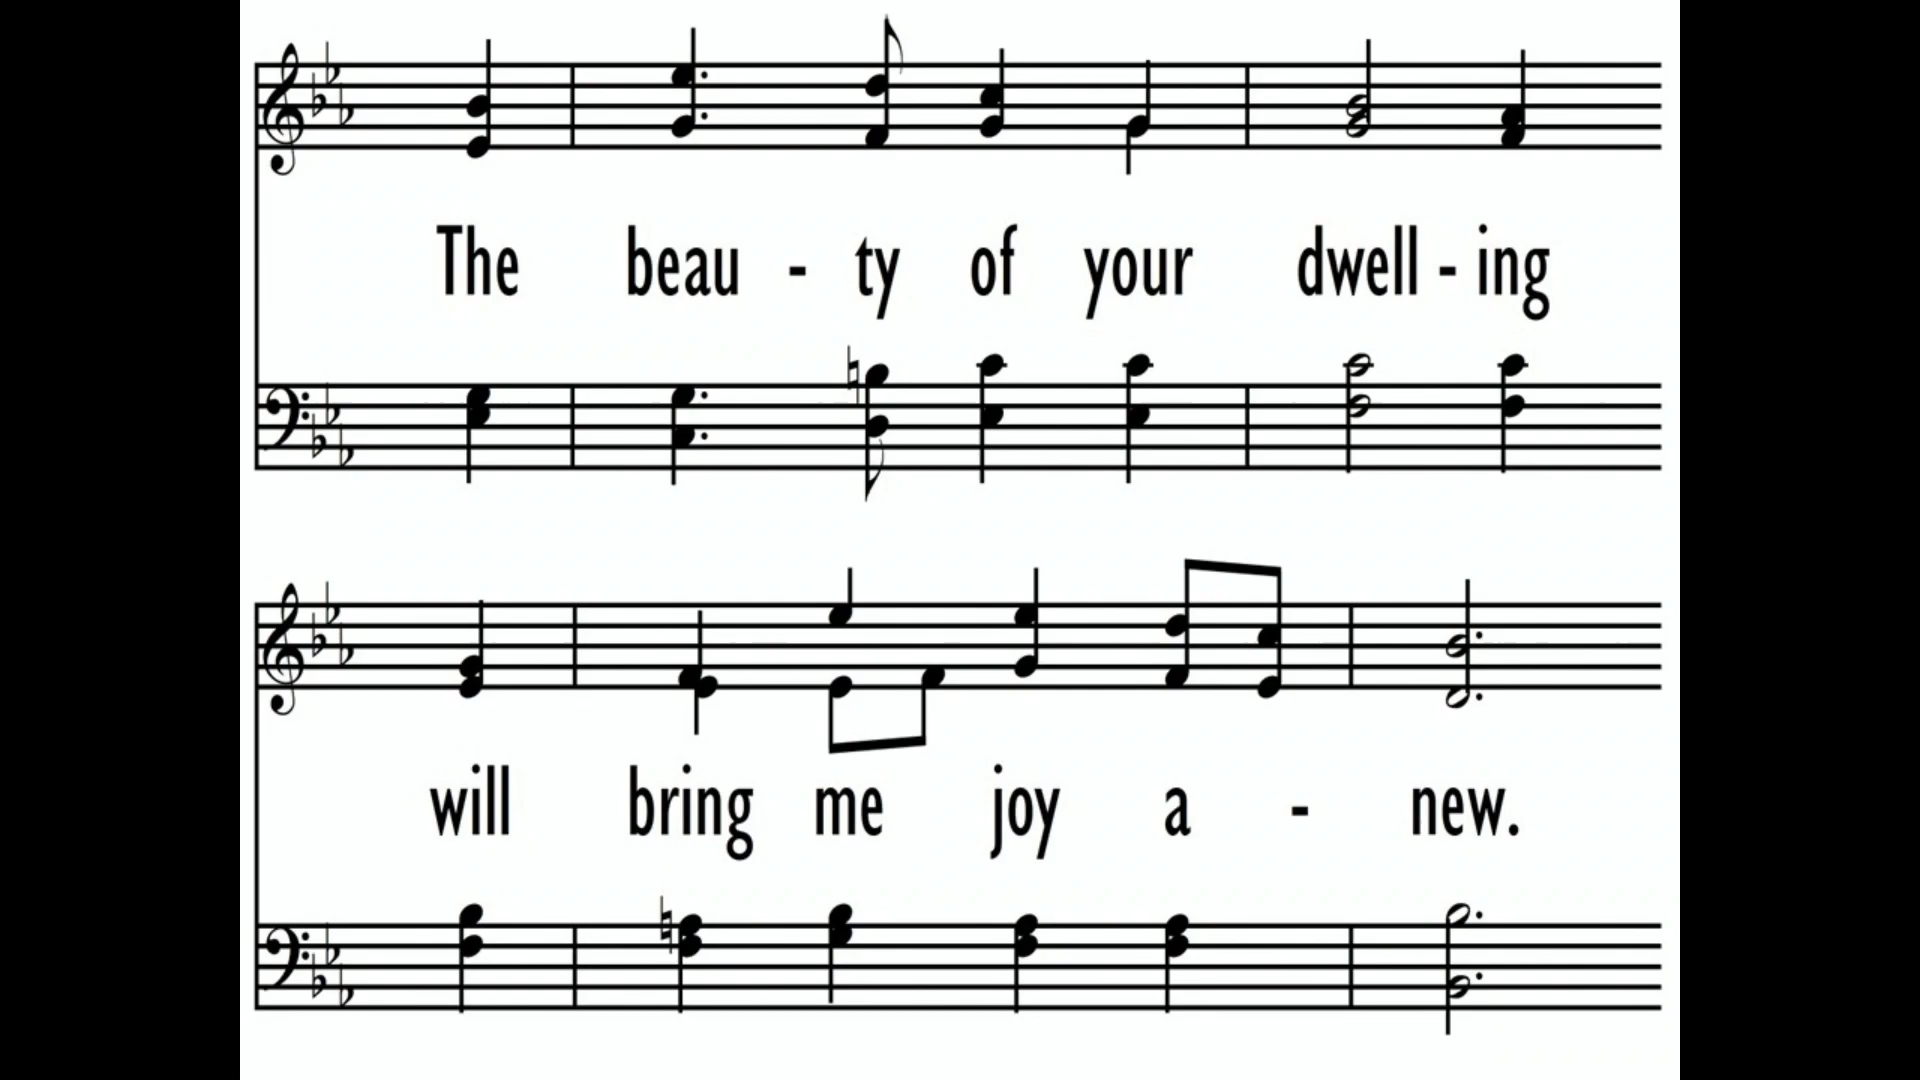 The beau - ty of your dwell - ing
will bring me joy a - new.